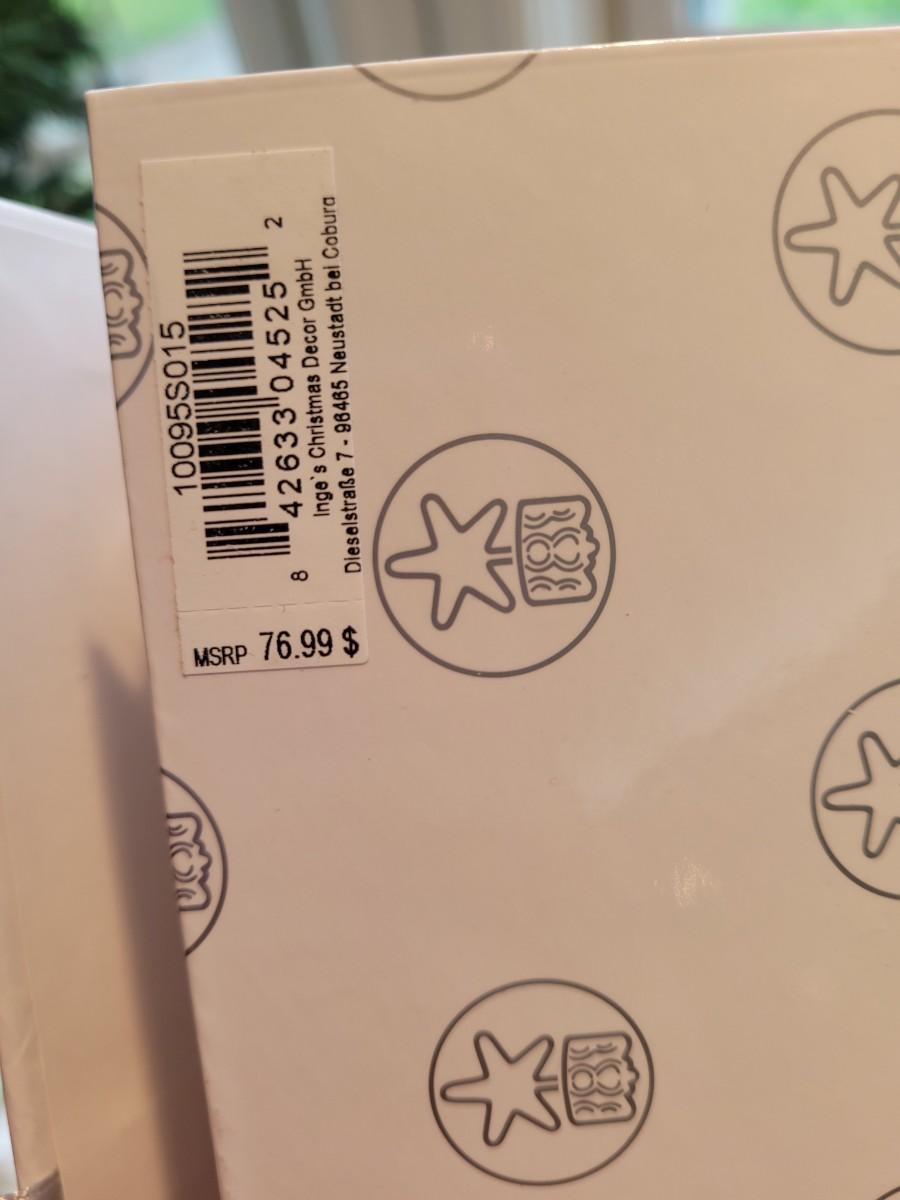 10095S015
8 42633 04525 2
Inge`s Christmas Decor GmbH
Dieselstraße 7 - 96465 Neustadt bei Coburg
MSRP 76.99 $